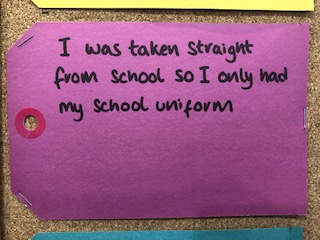 I was taken straight
from school so I only had
my school uniform